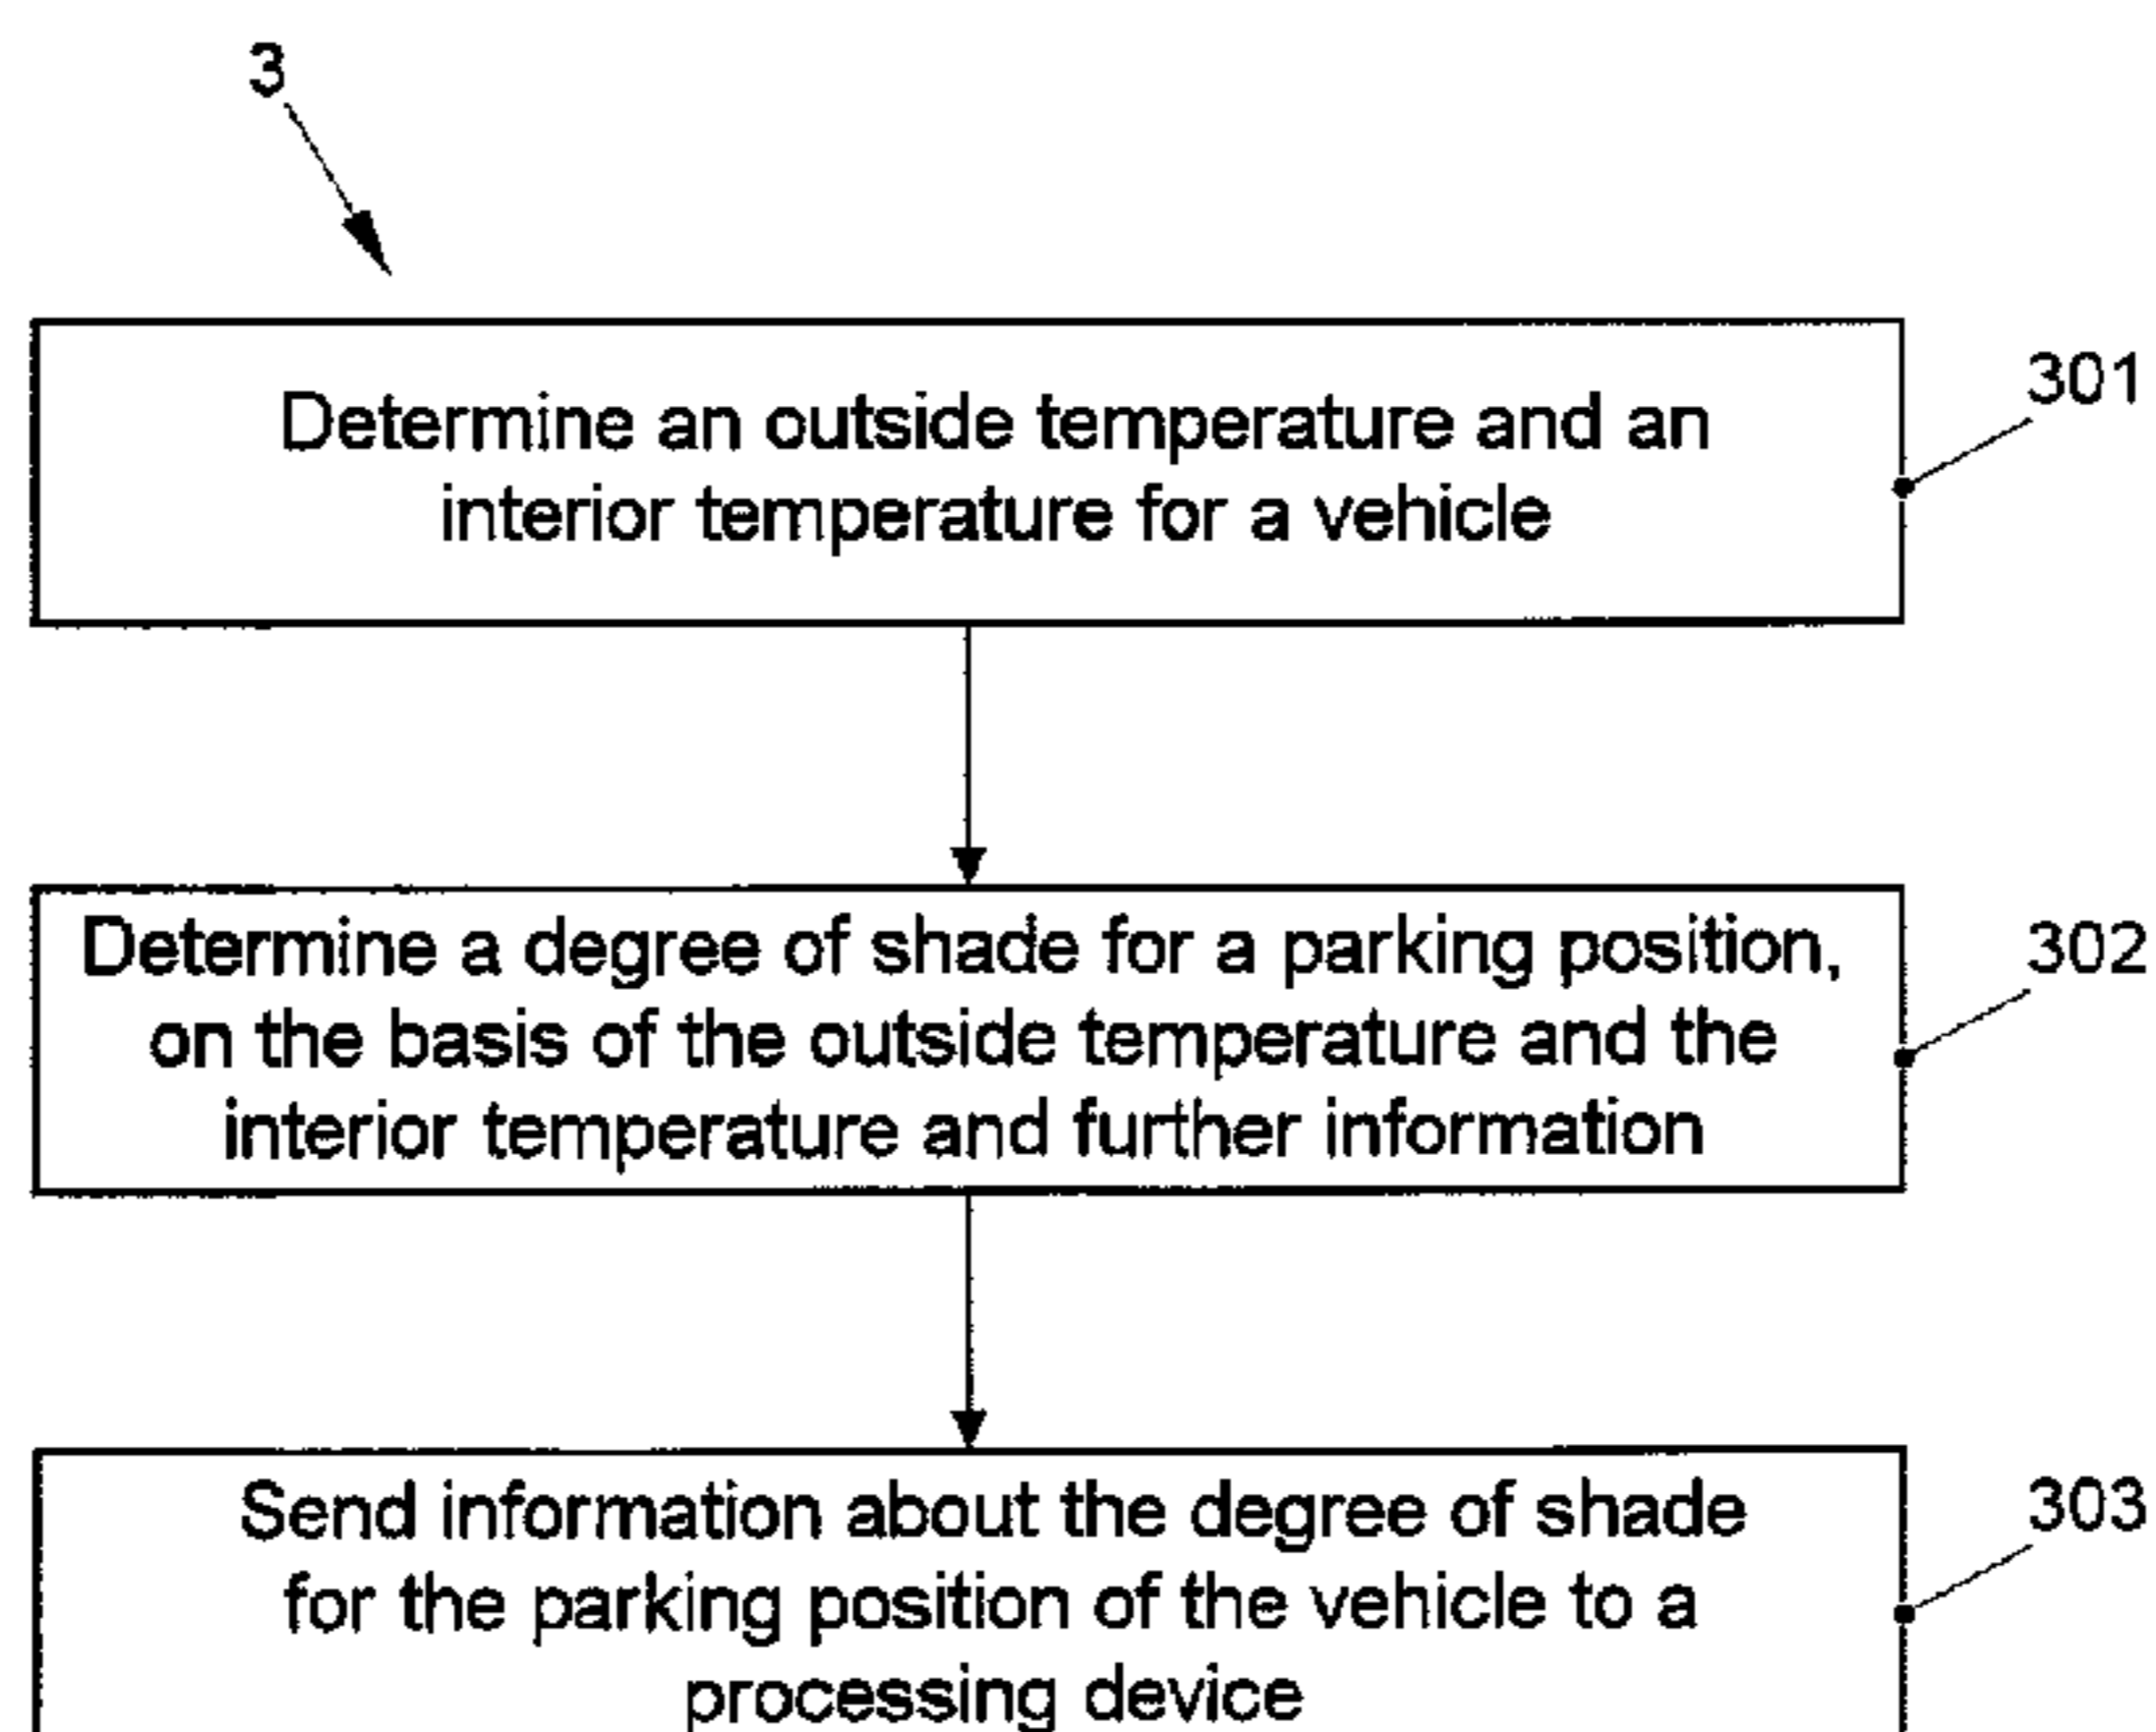 3
Determine an outside temperature and an
interior temperature for a vehicle
301
Determine a degree of shade for a parking position,
on the basis of the outside temperature and the
interior temperature and further information
302
Send information about the degree of shade
for the parking position of the vehicle to a
processing device
303